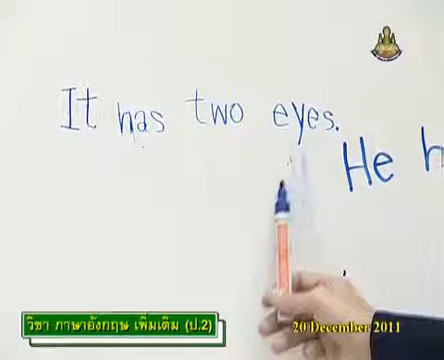 It has two eyes.
He h
วิชา ภาษาอังกฤษ เพิ่มเติม (ป.2)
20 December 2011